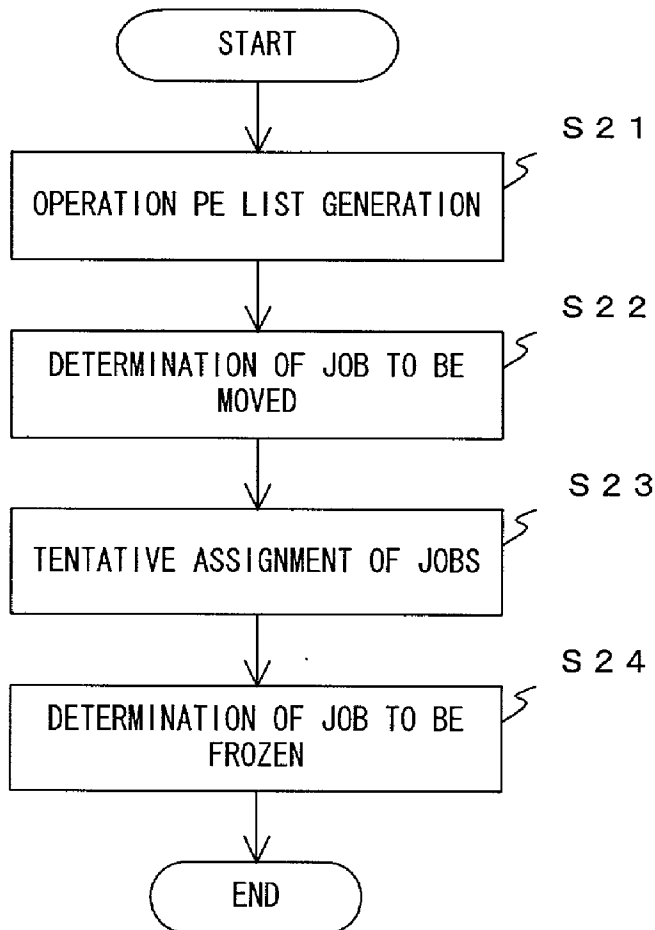 START
S21
OPERATION PE LIST GENERATION
S22
DETERMINATION OF JOB TO BE
MOVED
S23
TENTATIVE ASSIGNMENT OF JOBS
S24
DETERMINATION OF JOB TO BE
FROZEN
END